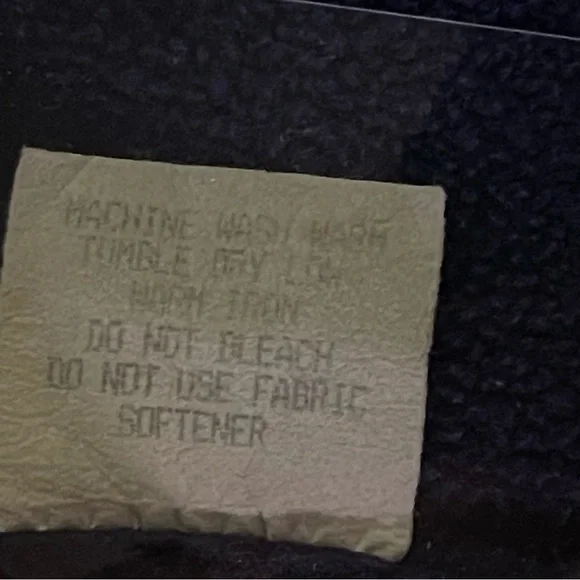 MACHINE WASH WARM
TUMBLE DRY LOW
WARM IRON
DO NOT BLEACH
DO NOT USE FABRIC
SOFTENER